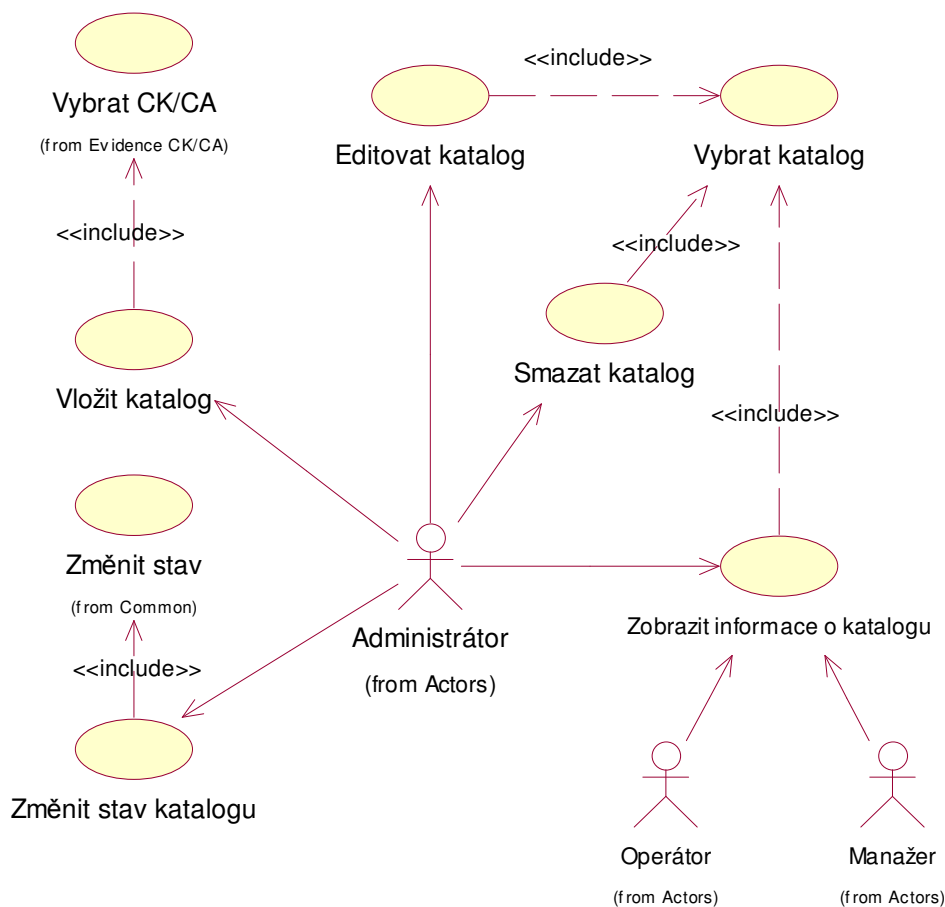 <<include>>
Vybrat CK/CA
(from Evidence CK/CA)
Editovat katalog
Vybrat katalog
<<include>>
<<include>>
Smazat katalog
Vložit katalog
<<include>>
Změnit stav
(from Common)
<<include>>
Administrátor
(from Actors)
Zobrazit informace o katalogu
Změnit stav katalogu
Operátor
(from Actors)
Manažer
(from Actors)